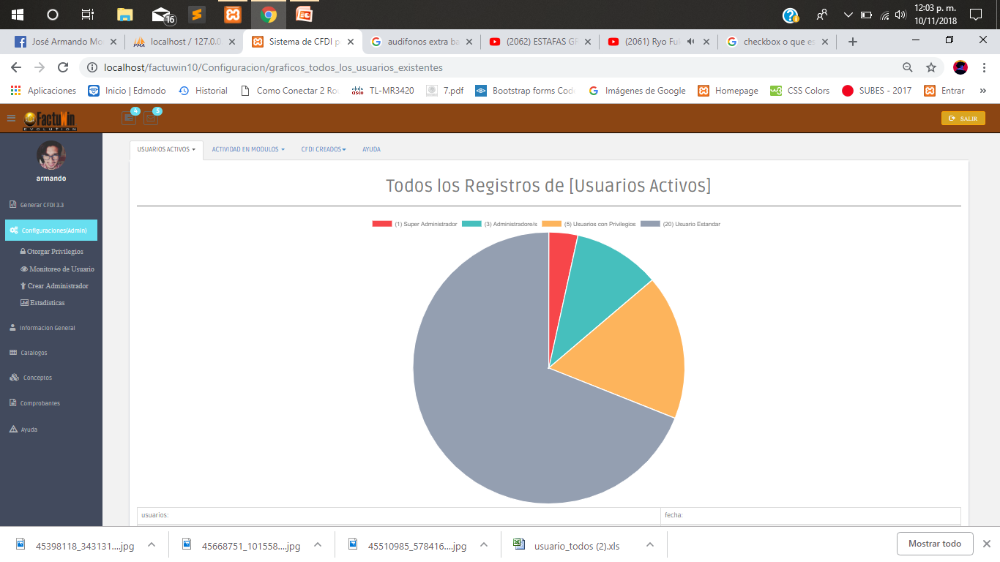 16
12:03 p. m.
10/11/2018
José Armando Mo
localhost / 127.0.0
Sistema de CFDI p
audifonos extra ba
(2062) ESTAFAS GR
(2061) Ryo Fuk
checkbox o que es
localhost/factuwin10/Configuracion/graficos_todos_los_usuarios_existentes
Aplicaciones
Inicio | Edmodo
Historial
Como Conectar 2 Ro
TL-MR3420
7.pdf
Bootstrap forms Cod
Imágenes de Google
Homepage
CSS Colors
SUBES - 2017
Entrar
»
FactuWin
EVOLUTION
4
5
SALIR
armando
Generar CFDI 3.3
Configuraciones(Admin)
Otorgar Privilegios
Monitoreo de Usuario
Crear Administrador
Estadisticas
Informacion General
Catalogos
Conceptos
Comprobantes
Ayuda
USUARIOS ACTIVOS
ACTIVIDAD EN MODULOS
CFDI CREADOS
AYUDA
Todos los Registros de [Usuarios Activos]
(1) Super Administrador
(3) Administradore/s
(5) Usuarios con Privilegios
(20) Usuario Estandar
usuarios:
fecha:
45398118_343131....jpg
45668751_101558....jpg
45510985_578416....jpg
usuario_todos (2).xls
Mostrar todo